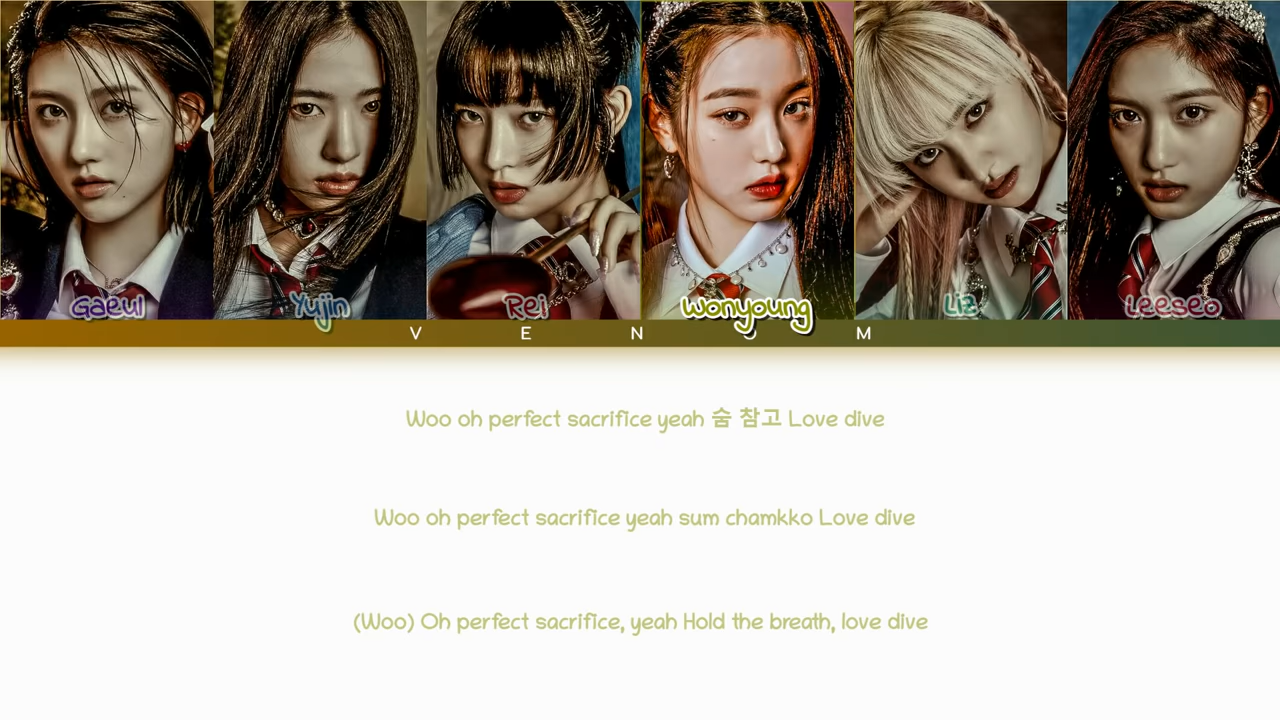 Gaeul Yujin Rei Wonyoung Liz Leeseo
V E N O M
Woo oh perfect sacrifice yeah 숨 참고 Love dive
Woo oh perfect sacrifice yeah sum chamkko Love dive
(Woo) Oh perfect sacrifice, yeah Hold the breath, love dive